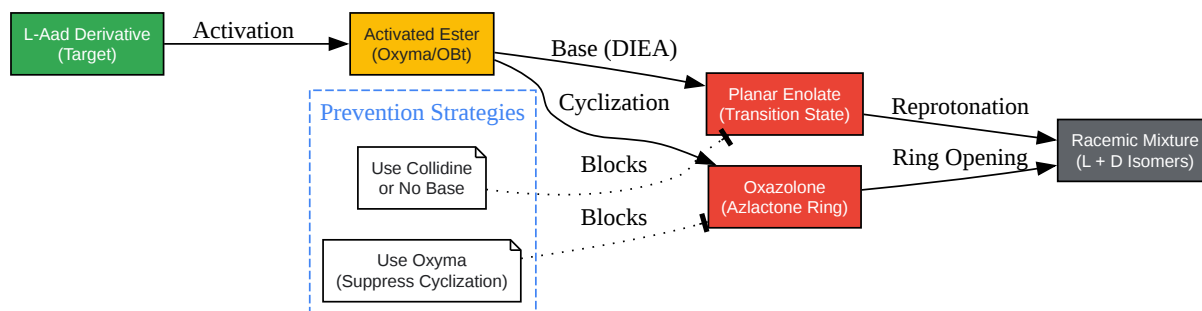 L-Aad Derivative
(Target)
Activation
Activated Ester
(Oxyma/OBt)
Base (DIEA)
Cyclization
Planar Enolate
(Transition State)
Reprotonation
Racemic Mixture
(L + D Isomers)
Ring Opening
Oxazolone
(Azlactone Ring)
Prevention Strategies
Use Collidine
or No Base
Blocks
Blocks
Use Oxyma
(Suppress Cyclization)